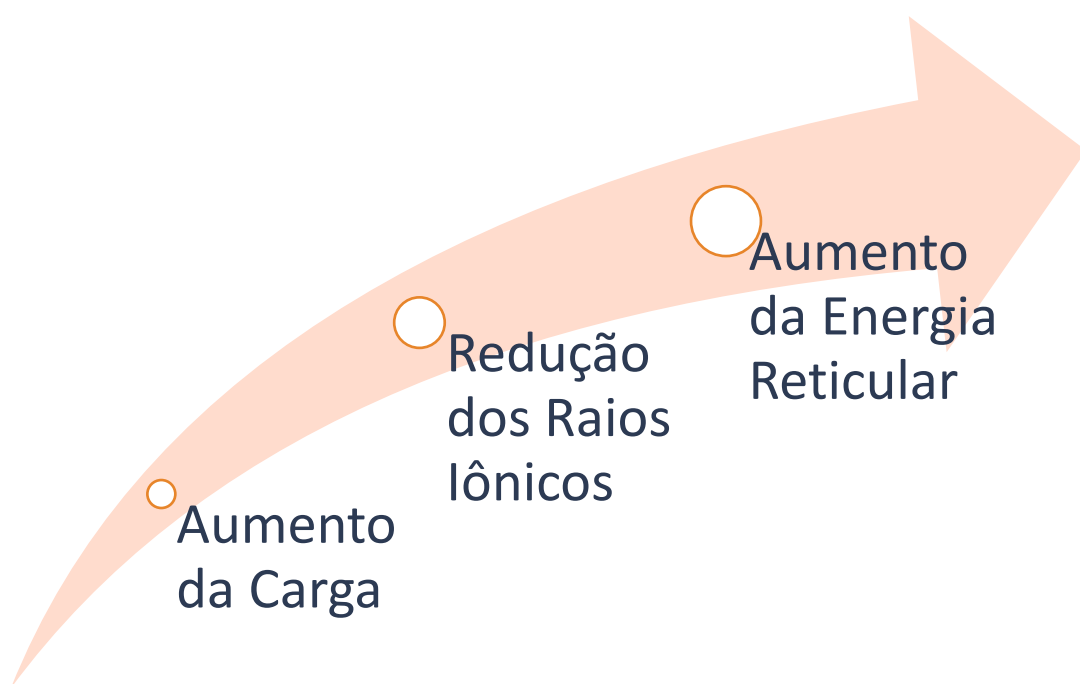 Aumento
da Energia
Reticular
Redução
dos Raios
Iônicos
Aumento
da Carga